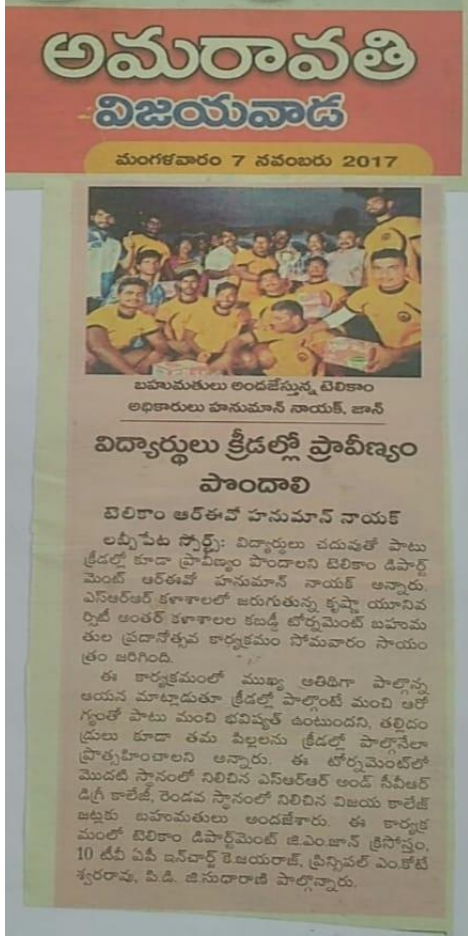 అమరావతి
విజయవాడ
మంగళవారం 7 నవంబరు 2017
బహుమతులు అందజేస్తున్న టెలికాం
అధికారులు హనుమాన్ నాయక్, జాన్
విద్యార్థులు క్రీడల్లో ప్రావీణ్యం
పొందాలి
టెలికాం ఆర్ఈవో హనుమాన్ నాయక్
లబ్బీపేట స్పోర్ట్స్: విద్యార్థులు చదువుతో పాటు
క్రీడల్లో కూడా ప్రావీణ్యం పొందాలని టెలికాం డిపార్ట్
మెంట్ ఆర్ఈవో హనుమాన్ నాయక్ అన్నారు.
ఎస్ఆర్ఆర్ కళాశాలలో జరుగుతున్న కృష్ణా యూనివ
ర్సిటీ అంతర్ కళాశాలల కబడ్డీ టోర్నమెంట్ బహుమ
తుల ప్రదానోత్సవ కార్యక్రమం సోమవారం సాయం
త్రం జరిగింది.
ఈ కార్యక్రమంలో ముఖ్య అతిథిగా పాల్గొన్న
ఆయన మాట్లాడుతూ క్రీడల్లో పాల్గొంటే మంచి ఆరో
గ్యంతో పాటు మంచి భవిష్యత్ ఉంటుందని, తల్లిదం
డ్రులు కూడా తమ పిల్లలను క్రీడల్లో పాల్గొనేలా
ప్రోత్సహించాలని అన్నారు. ఈ టోర్నమెంట్‌లో
మొదటి స్థానంలో నిలిచిన ఎస్ఆర్ఆర్ అండ్ సీవీఆర్
డిగ్రీ కాలేజీ, రెండవ స్థానంలో నిలిచిన విజయ కాలేజ్
జట్లకు బహుమతులు అందజేశారు. ఈ కార్యక్ర
మంలో టెలికాం డిపార్ట్‌మెంట్ జి.ఎం.జాన్ క్రిసోస్తం,
10 టీవీ ఏపీ ఇన్‌చార్జ్ కె.జయరాజ్, ప్రిన్సిపల్ ఎం.కోటే
శ్వరరావు, పి.డి. జి.సుధారాణి పాల్గొన్నారు.